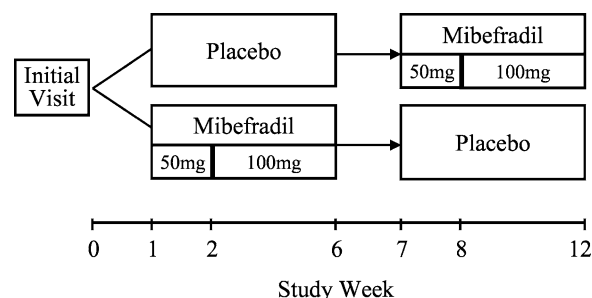 Initial
Visit
Placebo
Mibefradil
50mg 100mg
Mibefradil
50mg 100mg
Placebo
0 1 2 6 7 8 12
Study Week